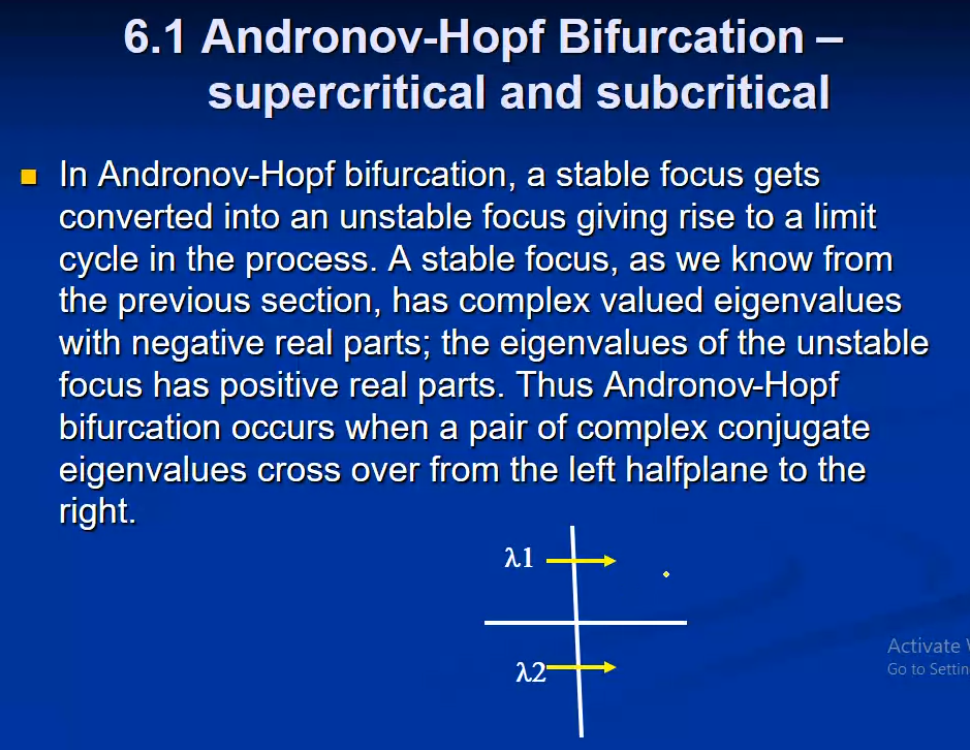 6.1 Andronov-Hopf Bifurcation –
supercritical and subcritical
In Andronov-Hopf bifurcation, a stable focus gets
converted into an unstable focus giving rise to a limit
cycle in the process. A stable focus, as we know from
the previous section, has complex valued eigenvalues
with negative real parts; the eigenvalues of the unstable
focus has positive real parts. Thus Andronov-Hopf
bifurcation occurs when a pair of complex conjugate
eigenvalues cross over from the left halfplane to the
right.
λ1
λ2
Activate
Go to Settin